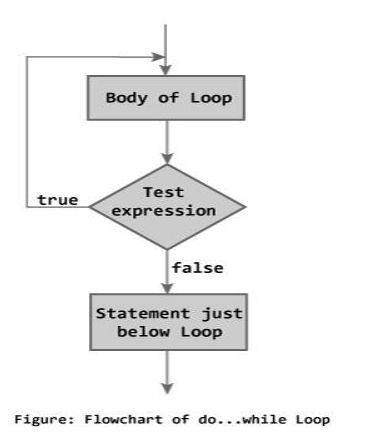 Body of Loop
Test
expression
true
false
Statement just
below Loop
Figure: Flowchart of do...while Loop